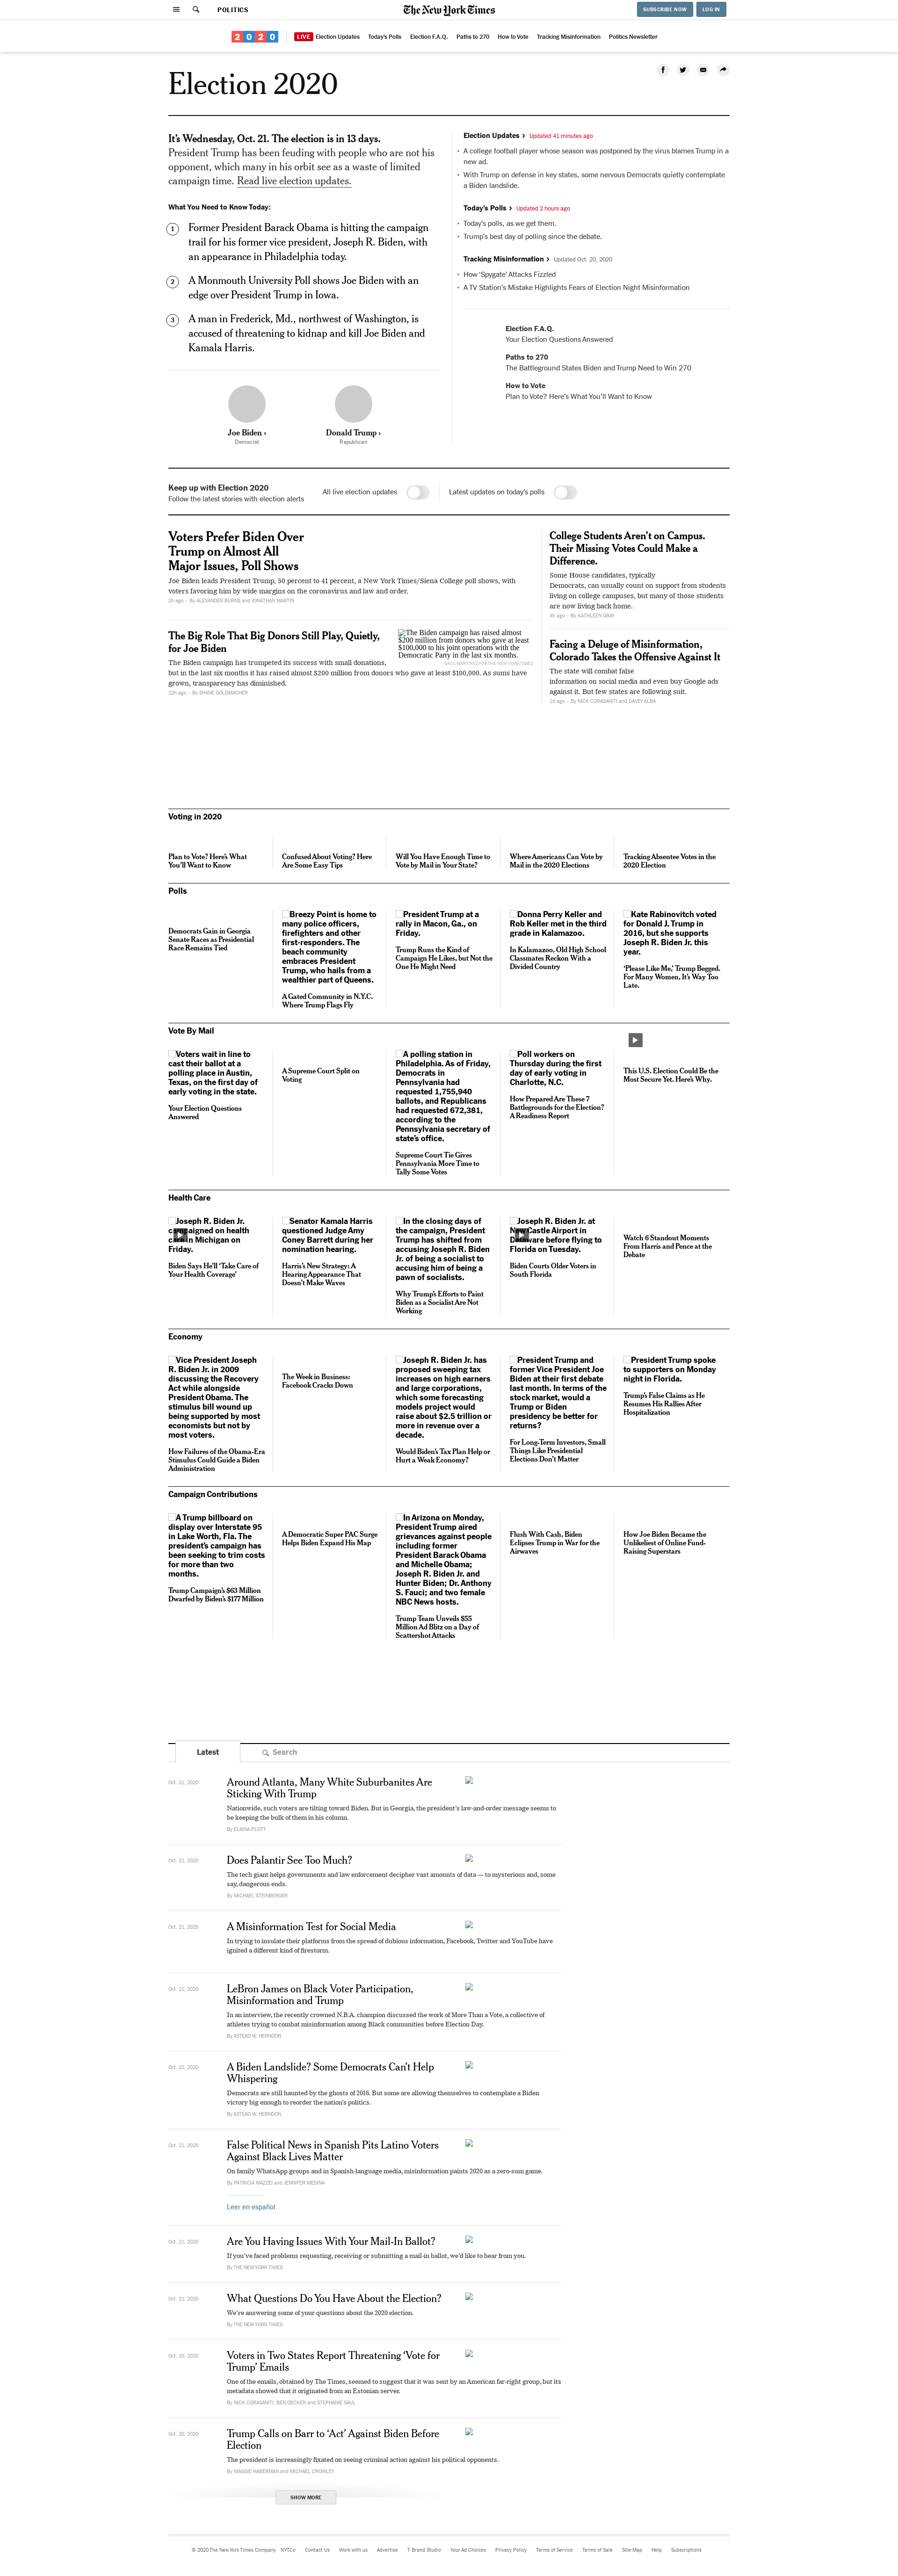 POLITICS
The New York Times
SUBSCRIBE NOW
LOG IN
2020
LIVE Election Updates
Today's Polls
Election F.A.Q.
Paths to 270
How to Vote
Tracking Misinformation
Politics Newsletter
Election 2020
It's Wednesday, Oct. 21. The election is in 13 days.
President Trump has been feuding with people who are not his
opponent, which many in his orbit see as a waste of limited
campaign time. Read live election updates.
What You Need to Know Today:
1
Former President Barack Obama is hitting the campaign
trail for his former vice president, Joseph R. Biden, with
an appearance in Philadelphia today.
2
A Monmouth University Poll shows Joe Biden with an
edge over President Trump in Iowa.
3
A man in Frederick, Md., northwest of Washington, is
accused of threatening to kidnap and kill Joe Biden and
Kamala Harris.
Joe Biden ›
Democrat
Donald Trump ›
Republican
Election Updates › Updated 41 minutes ago
• A college football player whose season was postponed by the virus blames Trump in a
new ad.
• With Trump on defense in key states, some nervous Democrats quietly contemplate
a Biden landslide.
Today's Polls › Updated 2 hours ago
• Today's polls, as we get them.
• Trump's best day of polling since the debate.
Tracking Misinformation › Updated Oct. 20, 2020
• How 'Spygate' Attacks Fizzled
• A TV Station's Mistake Highlights Fears of Election Night Misinformation
Election F.A.Q.
Your Election Questions Answered
Paths to 270
The Battleground States Biden and Trump Need to Win 270
How to Vote
Plan to Vote? Here's What You'll Want to Know
Keep up with Election 2020
Follow the latest stories with election alerts
All live election updates
Latest updates on today's polls
Voters Prefer Biden Over
Trump on Almost All
Major Issues, Poll Shows
Joe Biden leads President Trump, 50 percent to 41 percent, a New York Times/Siena College poll shows, with
voters favoring him by wide margins on the coronavirus and law and order.
2h ago - By ALEXANDER BURNS and JONATHAN MARTIN
The Big Role That Big Donors Still Play, Quietly,
for Joe Biden
The Biden campaign has trumpeted its success with small donations,
but in the last six months it has raised almost $200 million from donors who gave at least $100,000. As sums have
grown, transparency has diminished.
22h ago - By SHANE GOLDMACHER
The Biden campaign has raised almost
$200 million from donors who gave at least
$100,000 to his joint operations with the
Democratic Party in the last six months.
SAUL MARTINEZ FOR THE NEW YORK TIMES
College Students Aren't on Campus.
Their Missing Votes Could Make a
Difference.
Some House candidates, typically
Democrats, can usually count on support from students
living on college campuses, but many of those students
are now living back home.
4h ago - By KATHLEEN GRAY
Facing a Deluge of Misinformation,
Colorado Takes the Offensive Against It
The state will combat false
information on social media and even buy Google ads
against it. But few states are following suit.
1d ago - By NICK CORASANITI and DAVEY ALBA
Voting in 2020
Plan to Vote? Here's What
You'll Want to Know
Confused About Voting? Here
Are Some Easy Tips
Will You Have Enough Time to
Vote by Mail in Your State?
Where Americans Can Vote by
Mail in the 2020 Elections
Tracking Absentee Votes in the
2020 Election
Polls
Democrats Gain in Georgia
Senate Races as Presidential
Race Remains Tied
Breezy Point is home to
many police officers,
firefighters and other
first-responders. The
beach community
embraces President
Trump, who hails from a
wealthier part of Queens.
A Gated Community in N.Y.C.
Where Trump Flags Fly
President Trump at a
rally in Macon, Ga., on
Friday.
Trump Runs the Kind of
Campaign He Likes, but Not the
One He Might Need
Donna Perry Keller and
Rob Keller met in the third
grade in Kalamazoo.
In Kalamazoo, Old High School
Classmates Reckon With a
Divided Country
Kate Rabinovitch voted
for Donald J. Trump in
2016, but she supports
Joseph R. Biden Jr. this
year.
'Please Like Me,' Trump Begged.
For Many Women, It's Way Too
Late.
Vote By Mail
Voters wait in line to
cast their ballot at a
polling place in Austin,
Texas, on the first day of
early voting in the state.
Your Election Questions
Answered
A Supreme Court Split on
Voting
A polling station in
Philadelphia. As of Friday,
Democrats in
Pennsylvania had
requested 1,755,940
ballots, and Republicans
had requested 672,381,
according to the
Pennsylvania secretary of
state's office.
Supreme Court Tie Gives
Pennsylvania More Time to
Tally Some Votes
Poll workers on
Thursday during the first
day of early voting in
Charlotte, N.C.
How Prepared Are These 7
Battlegrounds for the Election?
A Readiness Report
This U.S. Election Could Be the
Most Secure Yet. Here's Why.
Health Care
Joseph R. Biden Jr.
campaigned on health
care in Michigan on
Friday.
Biden Says He'll 'Take Care of
Your Health Coverage'
Senator Kamala Harris
questioned Judge Amy
Coney Barrett during her
nomination hearing.
Harris's New Strategy: A
Hearing Appearance That
Doesn't Make Waves
In the closing days of
the campaign, President
Trump has shifted from
accusing Joseph R. Biden
Jr. of being a socialist to
accusing him of being a
pawn of socialists.
Why Trump's Efforts to Paint
Biden as a Socialist Are Not
Working
Joseph R. Biden Jr. at
New Castle Airport in
Delaware before flying to
Florida on Tuesday.
Biden Courts Older Voters in
South Florida
Watch 6 Standout Moments
From Harris and Pence at the
Debate
Economy
Vice President Joseph
R. Biden Jr. in 2009
discussing the Recovery
Act while alongside
President Obama. The
stimulus bill wound up
being supported by most
economists but not by
most voters.
How Failures of the Obama-Era
Stimulus Could Guide a Biden
Administration
The Week in Business:
Facebook Cracks Down
Joseph R. Biden Jr. has
proposed sweeping tax
increases on high earners
and large corporations,
which some forecasting
models project would
raise about $2.5 trillion or
more in revenue over a
decade.
Would Biden's Tax Plan Help or
Hurt a Weak Economy?
President Trump and
former Vice President Joe
Biden at their first debate
last month. In terms of the
stock market, would a
Trump or Biden
presidency be better for
returns?
For Long-Term Investors, Small
Things Like Presidential
Elections Don't Matter
President Trump spoke
to supporters on Monday
night in Florida.
Trump's False Claims as He
Resumes His Rallies After
Hospitalization
Campaign Contributions
A Trump billboard on
display over Interstate 95
in Lake Worth, Fla. The
president's campaign has
been seeking to trim costs
for more than two
months.
Trump Campaign's $63 Million
Dwarfed by Biden's $177 Million
A Democratic Super PAC Surge
Helps Biden Expand His Map
In Arizona on Monday,
President Trump aired
grievances against people
including former
President Barack Obama
and Michelle Obama;
Joseph R. Biden Jr. and
Hunter Biden; Dr. Anthony
S. Fauci; and two female
NBC News hosts.
Trump Team Unveils $55
Million Ad Blitz on a Day of
Scattershot Attacks
Flush With Cash, Biden
Eclipses Trump in War for the
Airwaves
How Joe Biden Became the
Unlikeliest of Online Fund-
Raising Superstars
Latest
Search
Oct. 21, 2020
Around Atlanta, Many White Suburbanites Are
Sticking With Trump
Nationwide, such voters are tilting toward Biden. But in Georgia, the president's law-and-order message seems to
be keeping the bulk of them in his column.
By ELAINA PLOTT
Oct. 21, 2020
Does Palantir See Too Much?
The tech giant helps governments and law enforcement decipher vast amounts of data — to mysterious and, some
say, dangerous ends.
By MICHAEL STEINBERGER
Oct. 21, 2020
A Misinformation Test for Social Media
In trying to insulate their platforms from the spread of dubious information, Facebook, Twitter and YouTube have
ignited a different kind of firestorm.
Oct. 21, 2020
LeBron James on Black Voter Participation,
Misinformation and Trump
In an interview, the recently crowned N.B.A. champion discussed the work of More Than a Vote, a collective of
athletes trying to combat misinformation among Black communities before Election Day.
By ASTEAD W. HERNDON
Oct. 21, 2020
A Biden Landslide? Some Democrats Can't Help
Whispering
Democrats are still haunted by the ghosts of 2016. But some are allowing themselves to contemplate a Biden
victory big enough to reorder the nation's politics.
By ASTEAD W. HERNDON
Oct. 21, 2020
False Political News in Spanish Pits Latino Voters
Against Black Lives Matter
On family WhatsApp groups and in Spanish-language media, misinformation paints 2020 as a zero-sum game.
By PATRICIA MAZZEI and JENNIFER MEDINA
Leer en español
Oct. 21, 2020
Are You Having Issues With Your Mail-In Ballot?
If you've faced problems requesting, receiving or submitting a mail-in ballot, we'd like to hear from you.
By THE NEW YORK TIMES
Oct. 21, 2020
What Questions Do You Have About the Election?
We're answering some of your questions about the 2020 election.
By THE NEW YORK TIMES
Oct. 20, 2020
Voters in Two States Report Threatening 'Vote for
Trump' Emails
One of the emails, obtained by The Times, seemed to suggest that it was sent by an American far-right group, but its
metadata showed that it originated from an Estonian server.
By NICK CORASANITI, BEN DECKER and STEPHANIE SAUL
Oct. 20, 2020
Trump Calls on Barr to 'Act' Against Biden Before
Election
The president is increasingly fixated on seeing criminal action against his political opponents.
By MAGGIE HABERMAN and MICHAEL CROWLEY
SHOW MORE
© 2020 The New York Times Company
NYTCo
Contact Us
Work with us
Advertise
T Brand Studio
Your Ad Choices
Privacy Policy
Terms of Service
Terms of Sale
Site Map
Help
Subscriptions